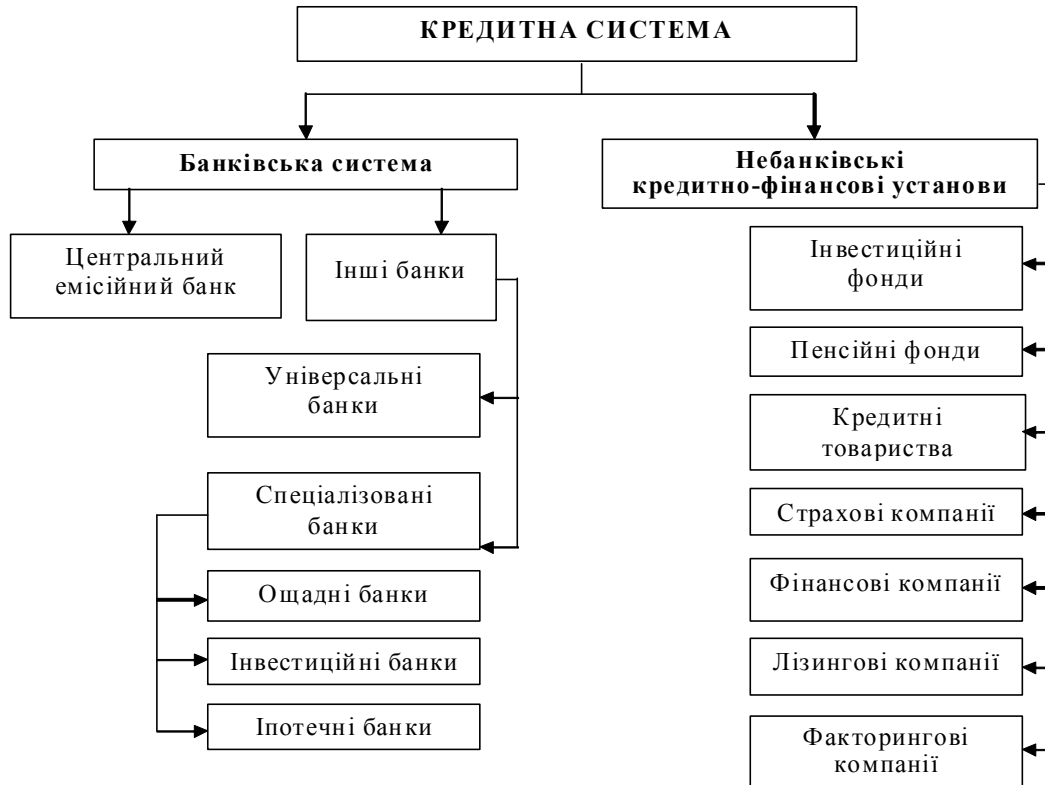 КРЕДИТНА СИСТЕМА
Банківська система
Небанківські
кредитно-фінансові установи
Центральний
емісійний банк
Інші банки
Універсальні
банки
Спеціалізовані
банки
Ощадні банки
Інвестиційні банки
Іпотечні банки
Інвестиційні
фонди
Пенсійні фонди
Кредитні
товариства
Страхові компанії
Фінансові компанії
Лізингові компанії
Факторингові
компанії